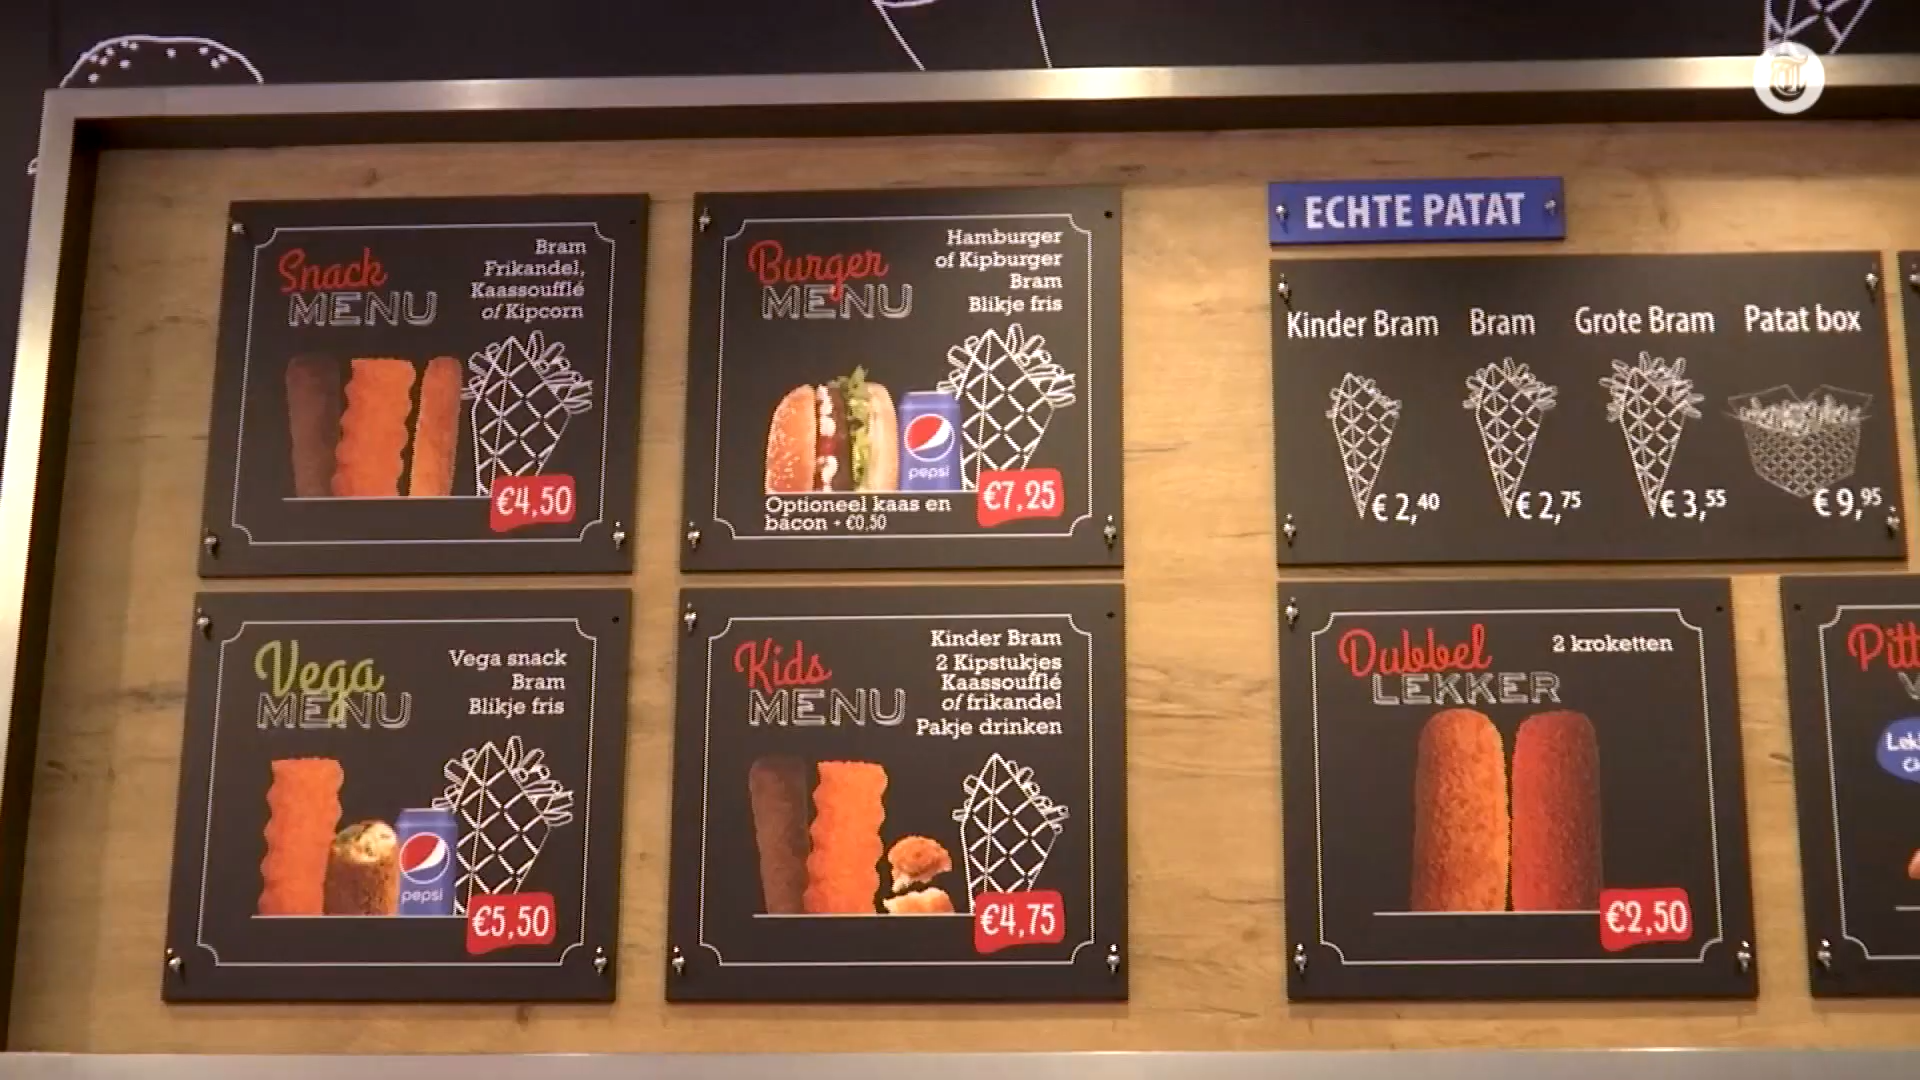 Snack
MENU
Bram
Frikandel,
Kaassoufflé
of Kipcorn
€4,50
Burger
MENU
Hamburger
of Kipburger
Bram
Blikje fris
pepsi
Optioneel kaas en
bacon + €0,50
€7,25
ECHTE PATAT
Kinder Bram
Bram
Grote Bram
Patat box
€ 2,40
€ 2,75
€ 3,55
€ 9,95
Vega
MENU
Vega snack
Bram
Blikje fris
pepsi
€5,50
Kids
MENU
Kinder Bram
2 Kipstukjes
Kaassoufflé
of frikandel
Pakje drinken
€4,75
Dubbel
LEKKER
2 kroketten
€2,50